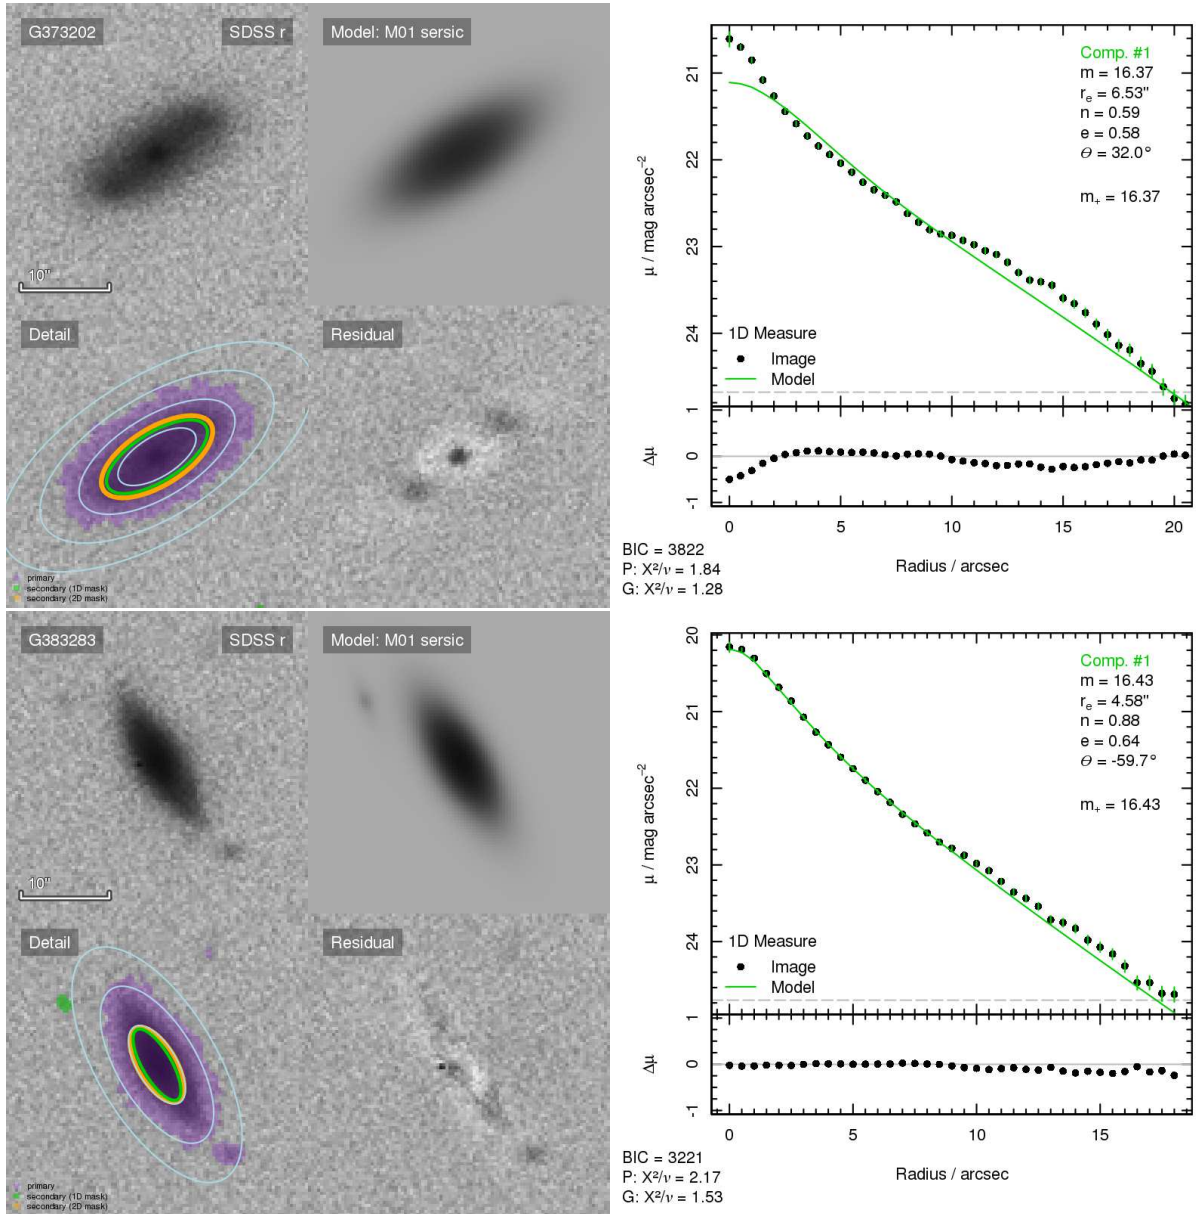 G373202
SDSS r
Model: M01 sersic
10"
Detail
Residual
primary
secondary (1D mask)
secondary (2D mask)
21
22
23
24
μ / mag arcsec⁻²
Comp. #1
m = 16.37
rₑ = 6.53"
n = 0.59
e = 0.58
Θ = 32.0°
m₊ = 16.37
1D Measure
Image
Model
1
0
-1
Δμ
0
5
10
15
20
Radius / arcsec
BIC = 3822
P: X²/ν = 1.84
G: X²/ν = 1.28
G383283
SDSS r
Model: M01 sersic
10"
Detail
Residual
primary
secondary (1D mask)
secondary (2D mask)
20
21
22
23
24
μ / mag arcsec⁻²
Comp. #1
m = 16.43
rₑ = 4.58"
n = 0.88
e = 0.64
Θ = -59.7°
m₊ = 16.43
1D Measure
Image
Model
1
0
-1
Δμ
0
5
10
15
Radius / arcsec
BIC = 3221
P: X²/ν = 2.17
G: X²/ν = 1.53